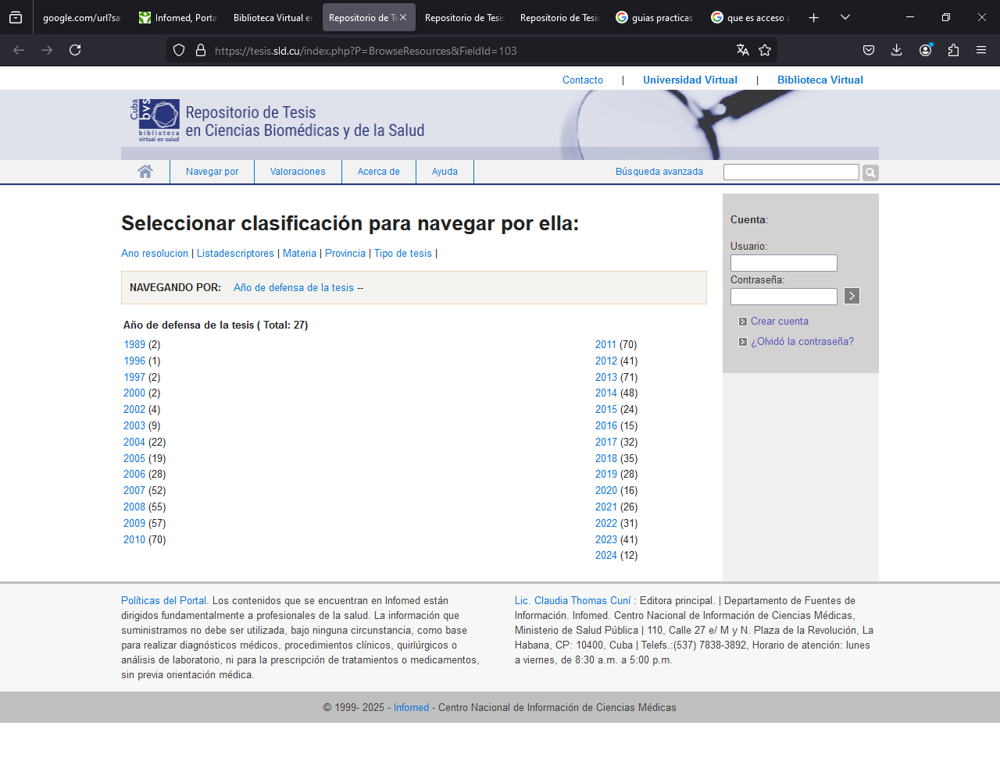 google.com/url?sa
Infomed, Porta
Biblioteca Virtual en
Repositorio de Te
Repositorio de Tesis
Repositorio de Tesis
guias practicas
que es acceso a
https://tesis.sld.cu/index.php?P=BrowseResources&FieldId=103
Contacto | Universidad Virtual | Biblioteca Virtual
Cuba
bvs
biblioteca
virtual en salud
Repositorio de Tesis
en Ciencias Biomédicas y de la Salud
Navegar por
Valoraciones
Acerca de
Ayuda
Búsqueda avanzada
Seleccionar clasificación para navegar por ella:
Ano resolucion | Listadescriptores | Materia | Provincia | Tipo de tesis |
NAVEGANDO POR: Año de defensa de la tesis --
Año de defensa de la tesis ( Total: 27)
1989 (2)
1996 (1)
1997 (2)
2000 (2)
2002 (4)
2003 (9)
2004 (22)
2005 (19)
2006 (28)
2007 (52)
2008 (55)
2009 (57)
2010 (70)
2011 (70)
2012 (41)
2013 (71)
2014 (48)
2015 (24)
2016 (15)
2017 (32)
2018 (35)
2019 (28)
2020 (16)
2021 (26)
2022 (31)
2023 (41)
2024 (12)
Cuenta:
Usuario:
Contraseña:
Crear cuenta
¿Olvidó la contraseña?
Políticas del Portal. Los contenidos que se encuentran en Infomed están
dirigidos fundamentalmente a profesionales de la salud. La información que
suministramos no debe ser utilizada, bajo ninguna circunstancia, como base
para realizar diagnósticos médicos, procedimientos clínicos, quirïúrgicos o
análisis de laboratorio, ni para la prescripción de tratamientos o medicamentos,
sin previa orientación médica.
Lic. Claudia Thomas Cuní : Editora principal. | Departamento de Fuentes de
Información. Infomed. Centro Nacional de Información de Ciencias Médicas,
Ministerio de Salud Pública | 110, Calle 27 e/ M y N. Plaza de la Revolución, La
Habana, CP: 10400, Cuba | Telefs.:(537) 7838-3892, Horario de atención: lunes
a viernes, de 8:30 a.m. a 5:00 p.m.
© 1999- 2025 - Infomed - Centro Nacional de Información de Ciencias Médicas